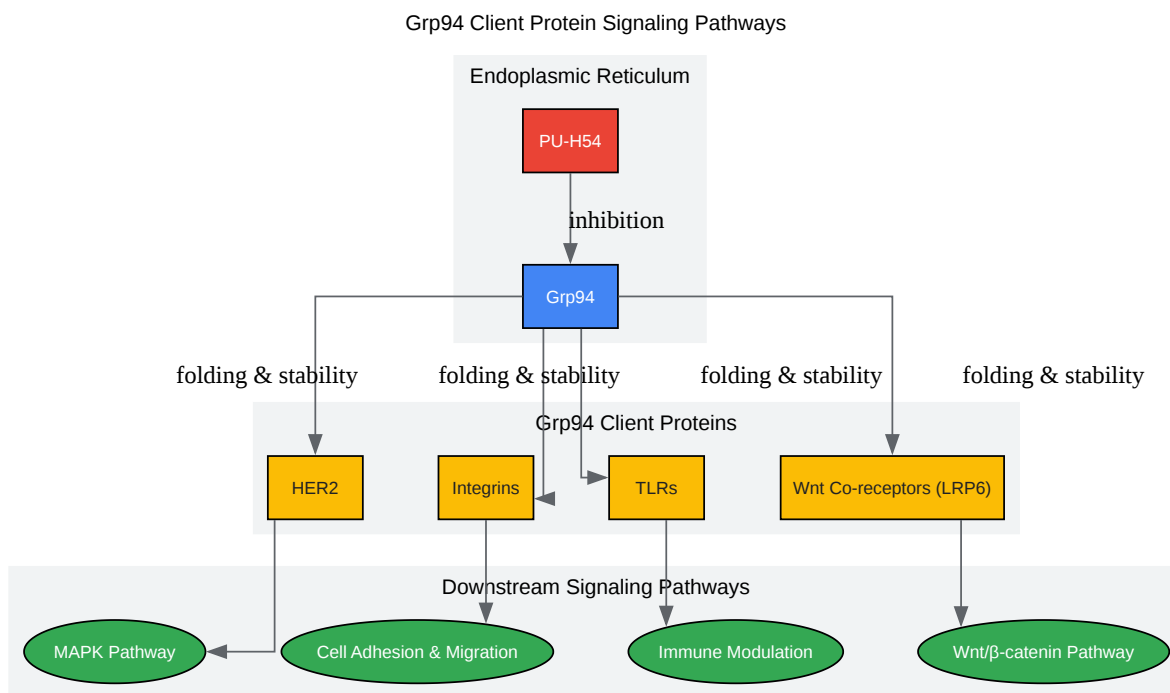 Grp94 Client Protein Signaling Pathways
Endoplasmic Reticulum
PU-H54
inhibition
Grp94
folding & stability
folding & stability
folding & stability
folding & stability
Grp94 Client Proteins
HER2
Integrins
TLRs
Wnt Co-receptors (LRP6)
Downstream Signaling Pathways
MAPK Pathway
Cell Adhesion & Migration
Immune Modulation
Wnt/β-catenin Pathway